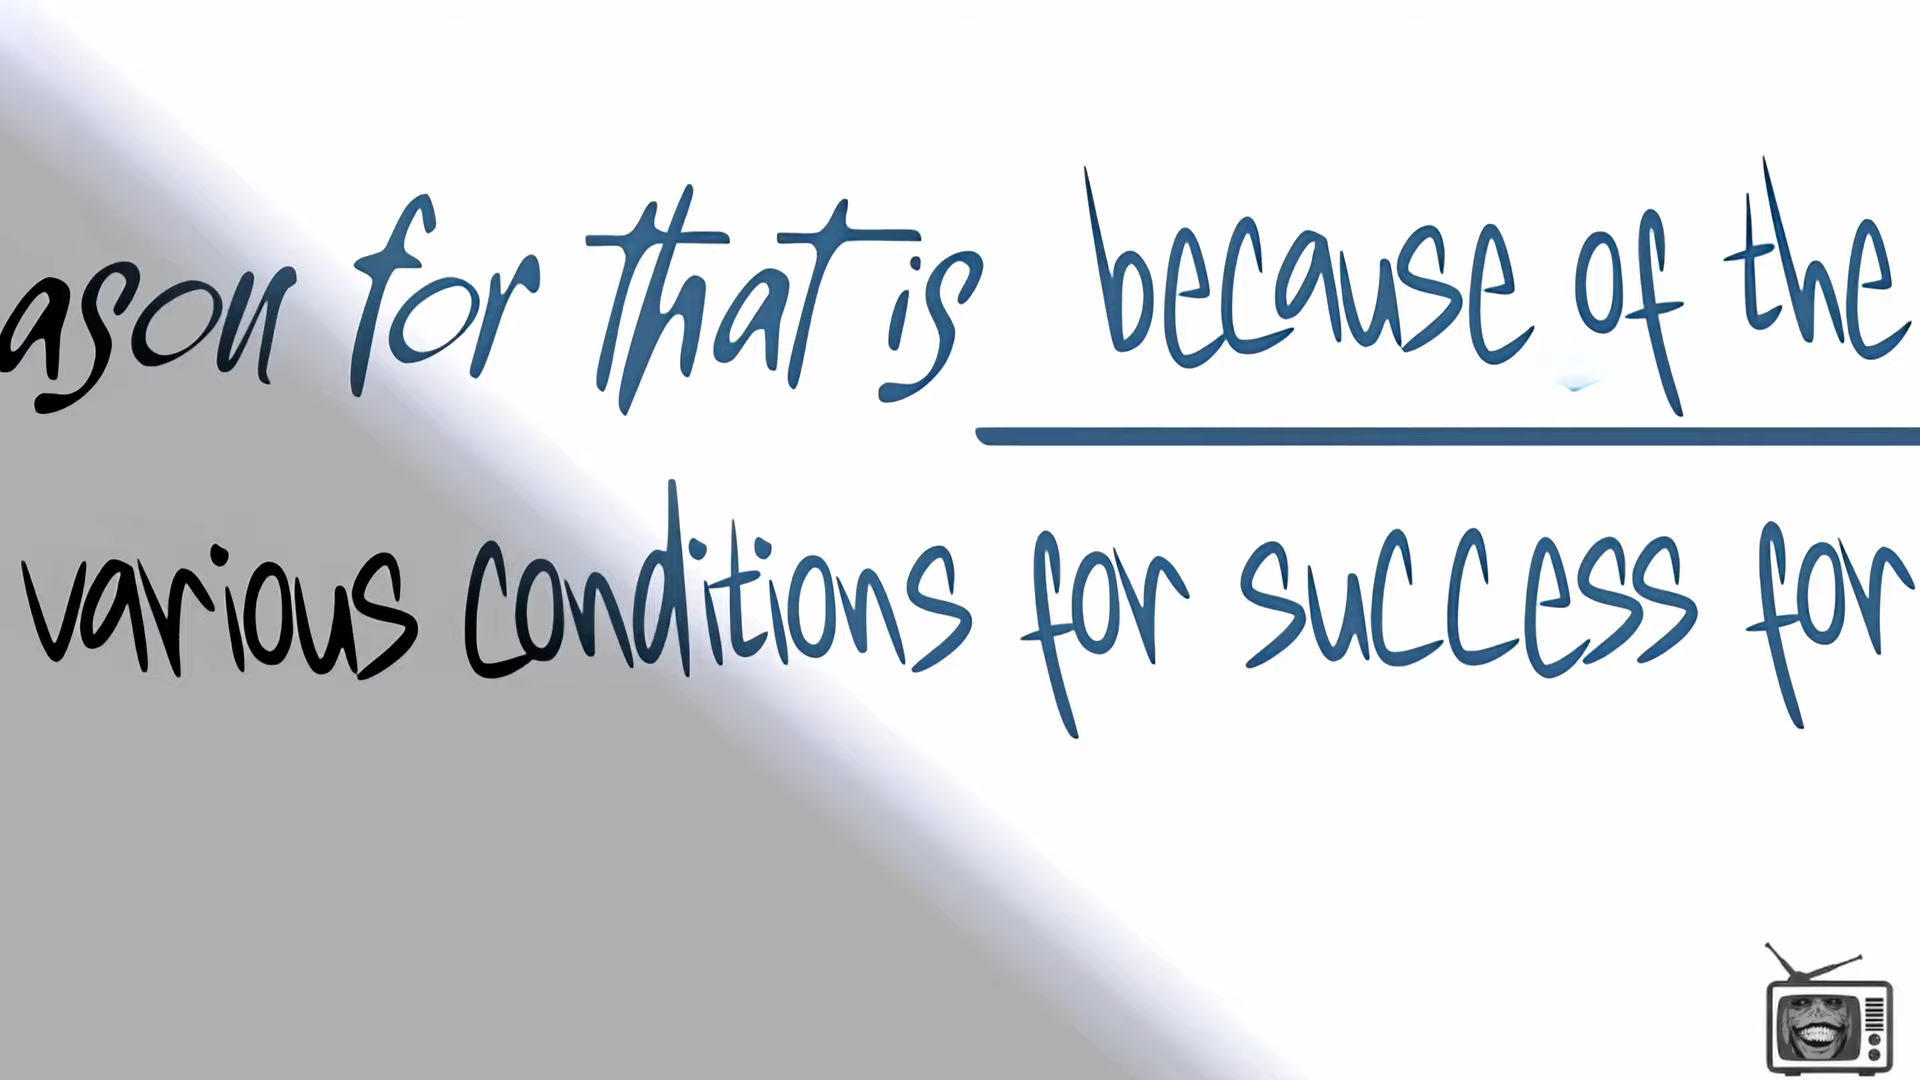 ason for that is because of the
various conditions for success for